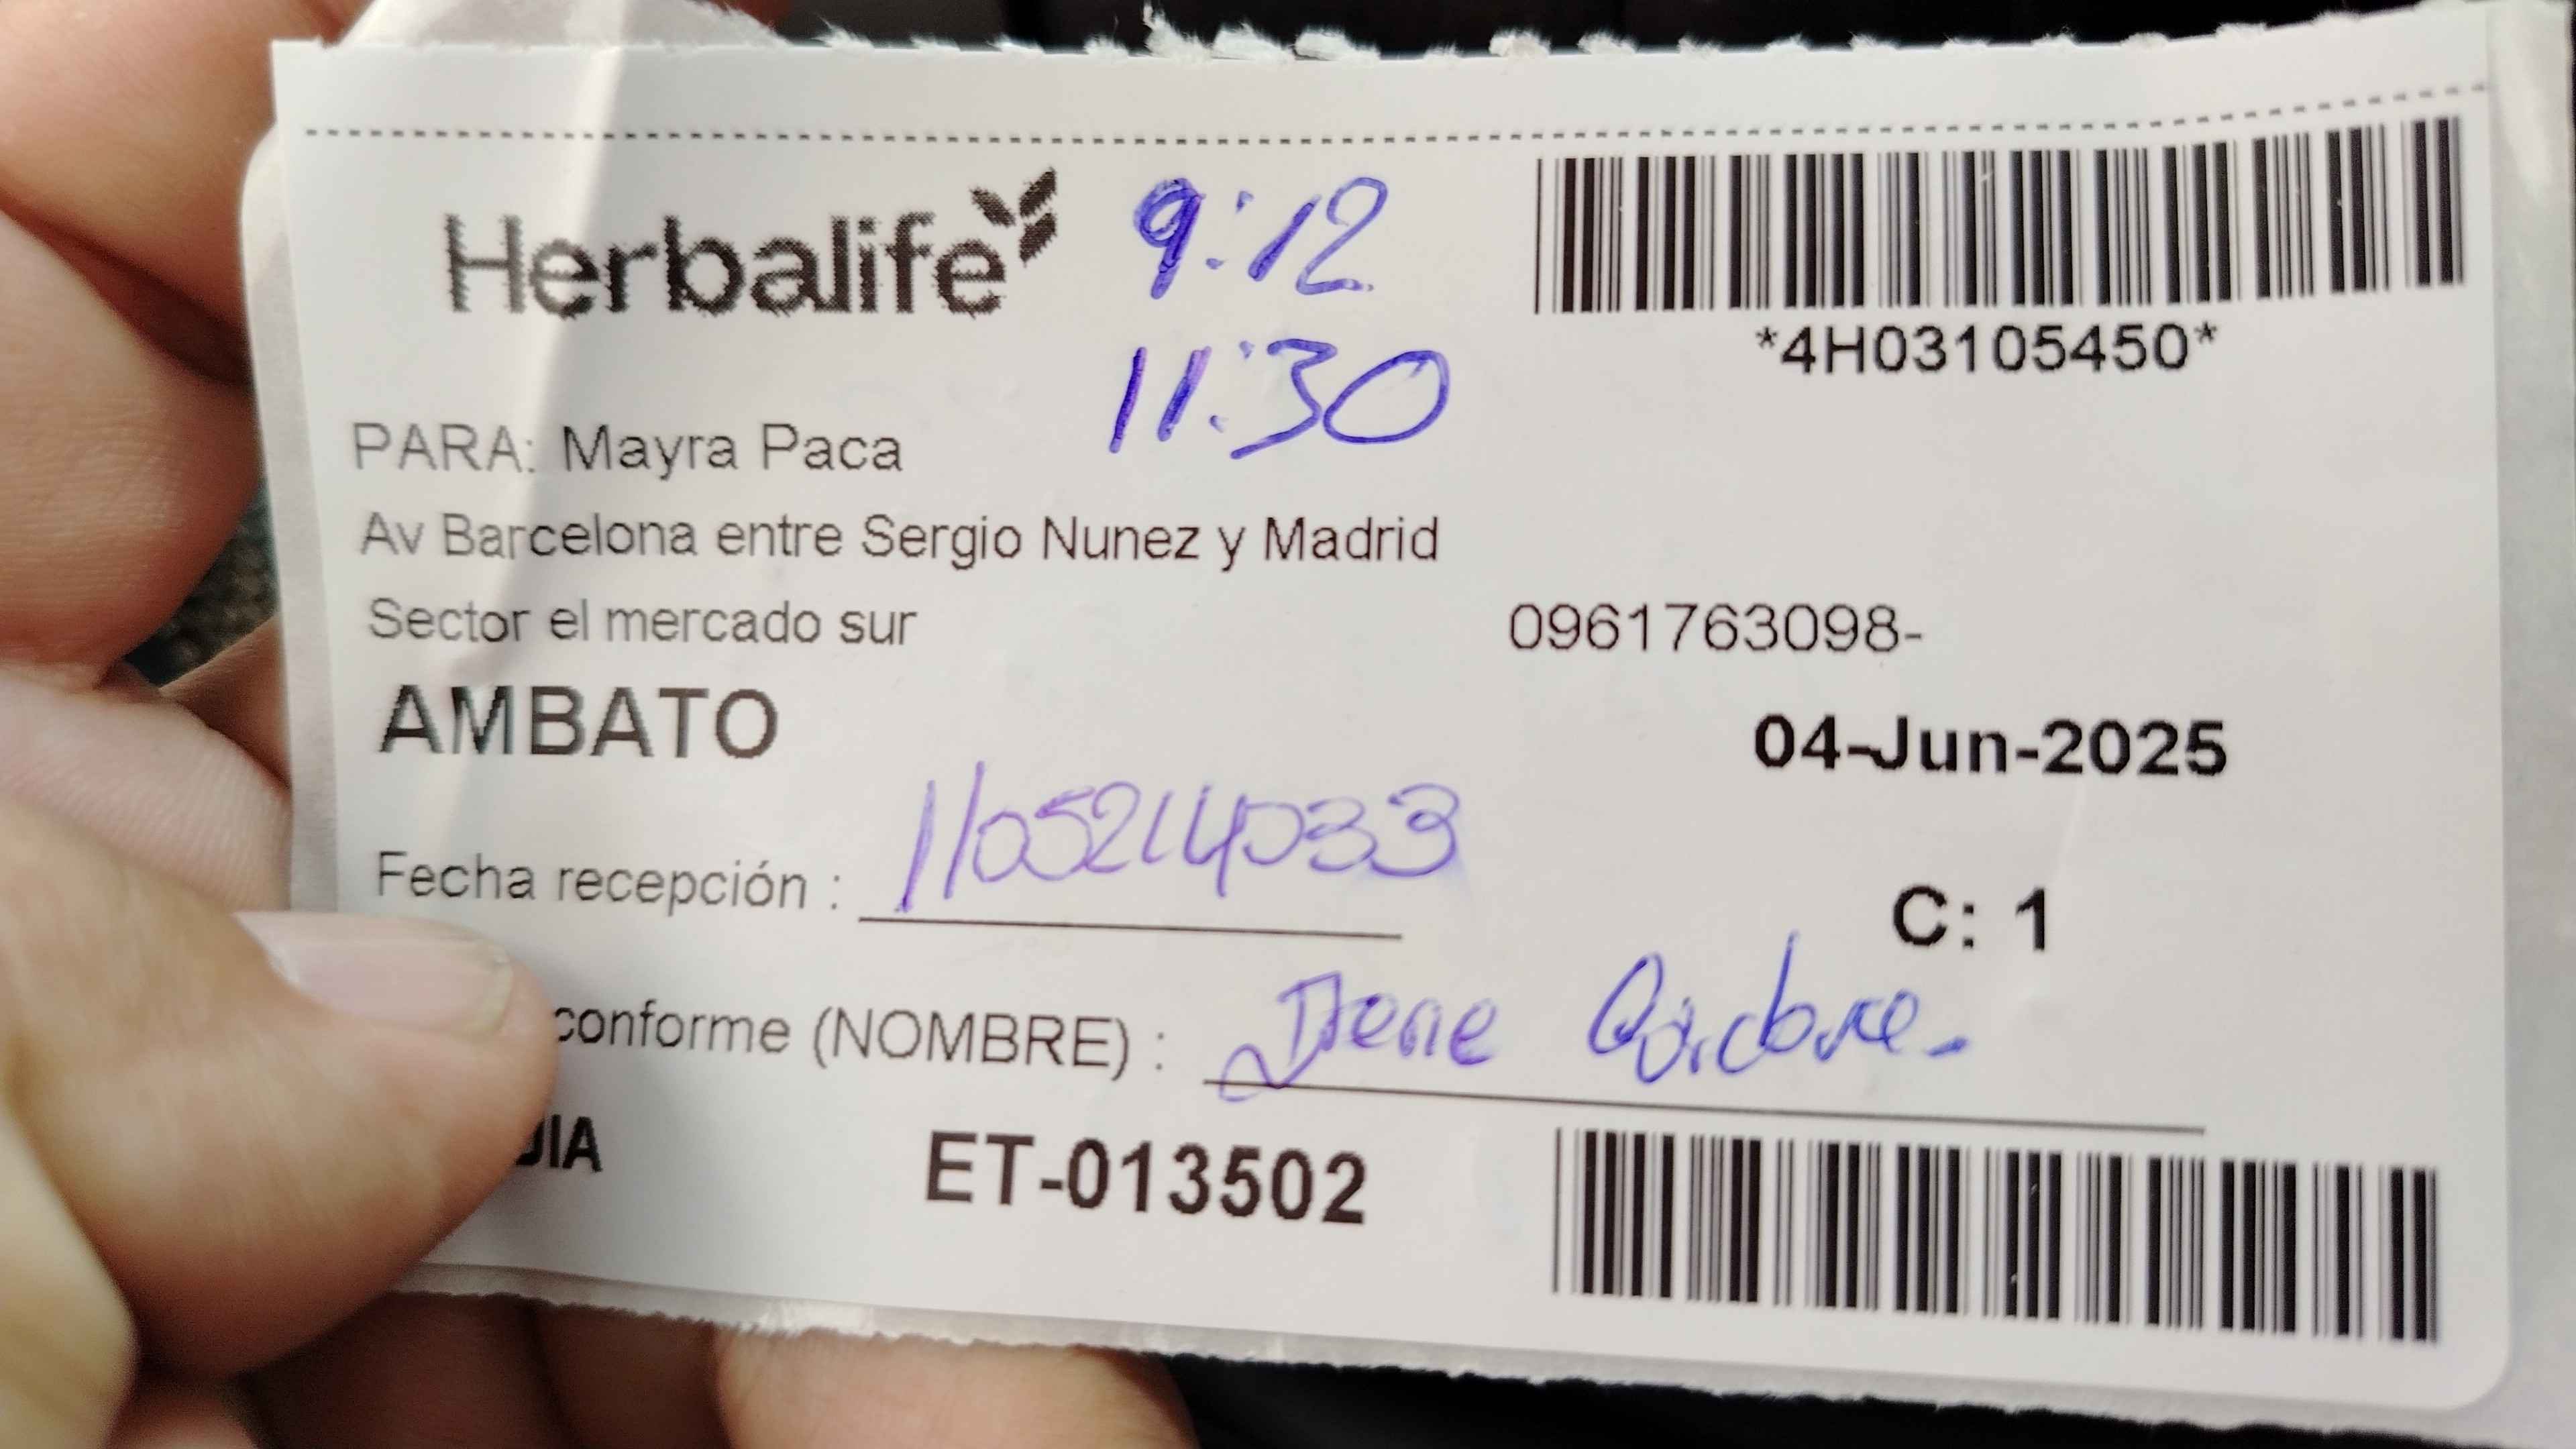 Herbalife
9:12
11:30
*4H03105450*
PARA: Mayra Paca
Av Barcelona entre Sergio Nunez y Madrid
Sector el mercado sur
0961763098-
AMBATO
04-Jun-2025
Fecha recepción : 1105214033
C: 1
conforme (NOMBRE) : Irene
ET-013502